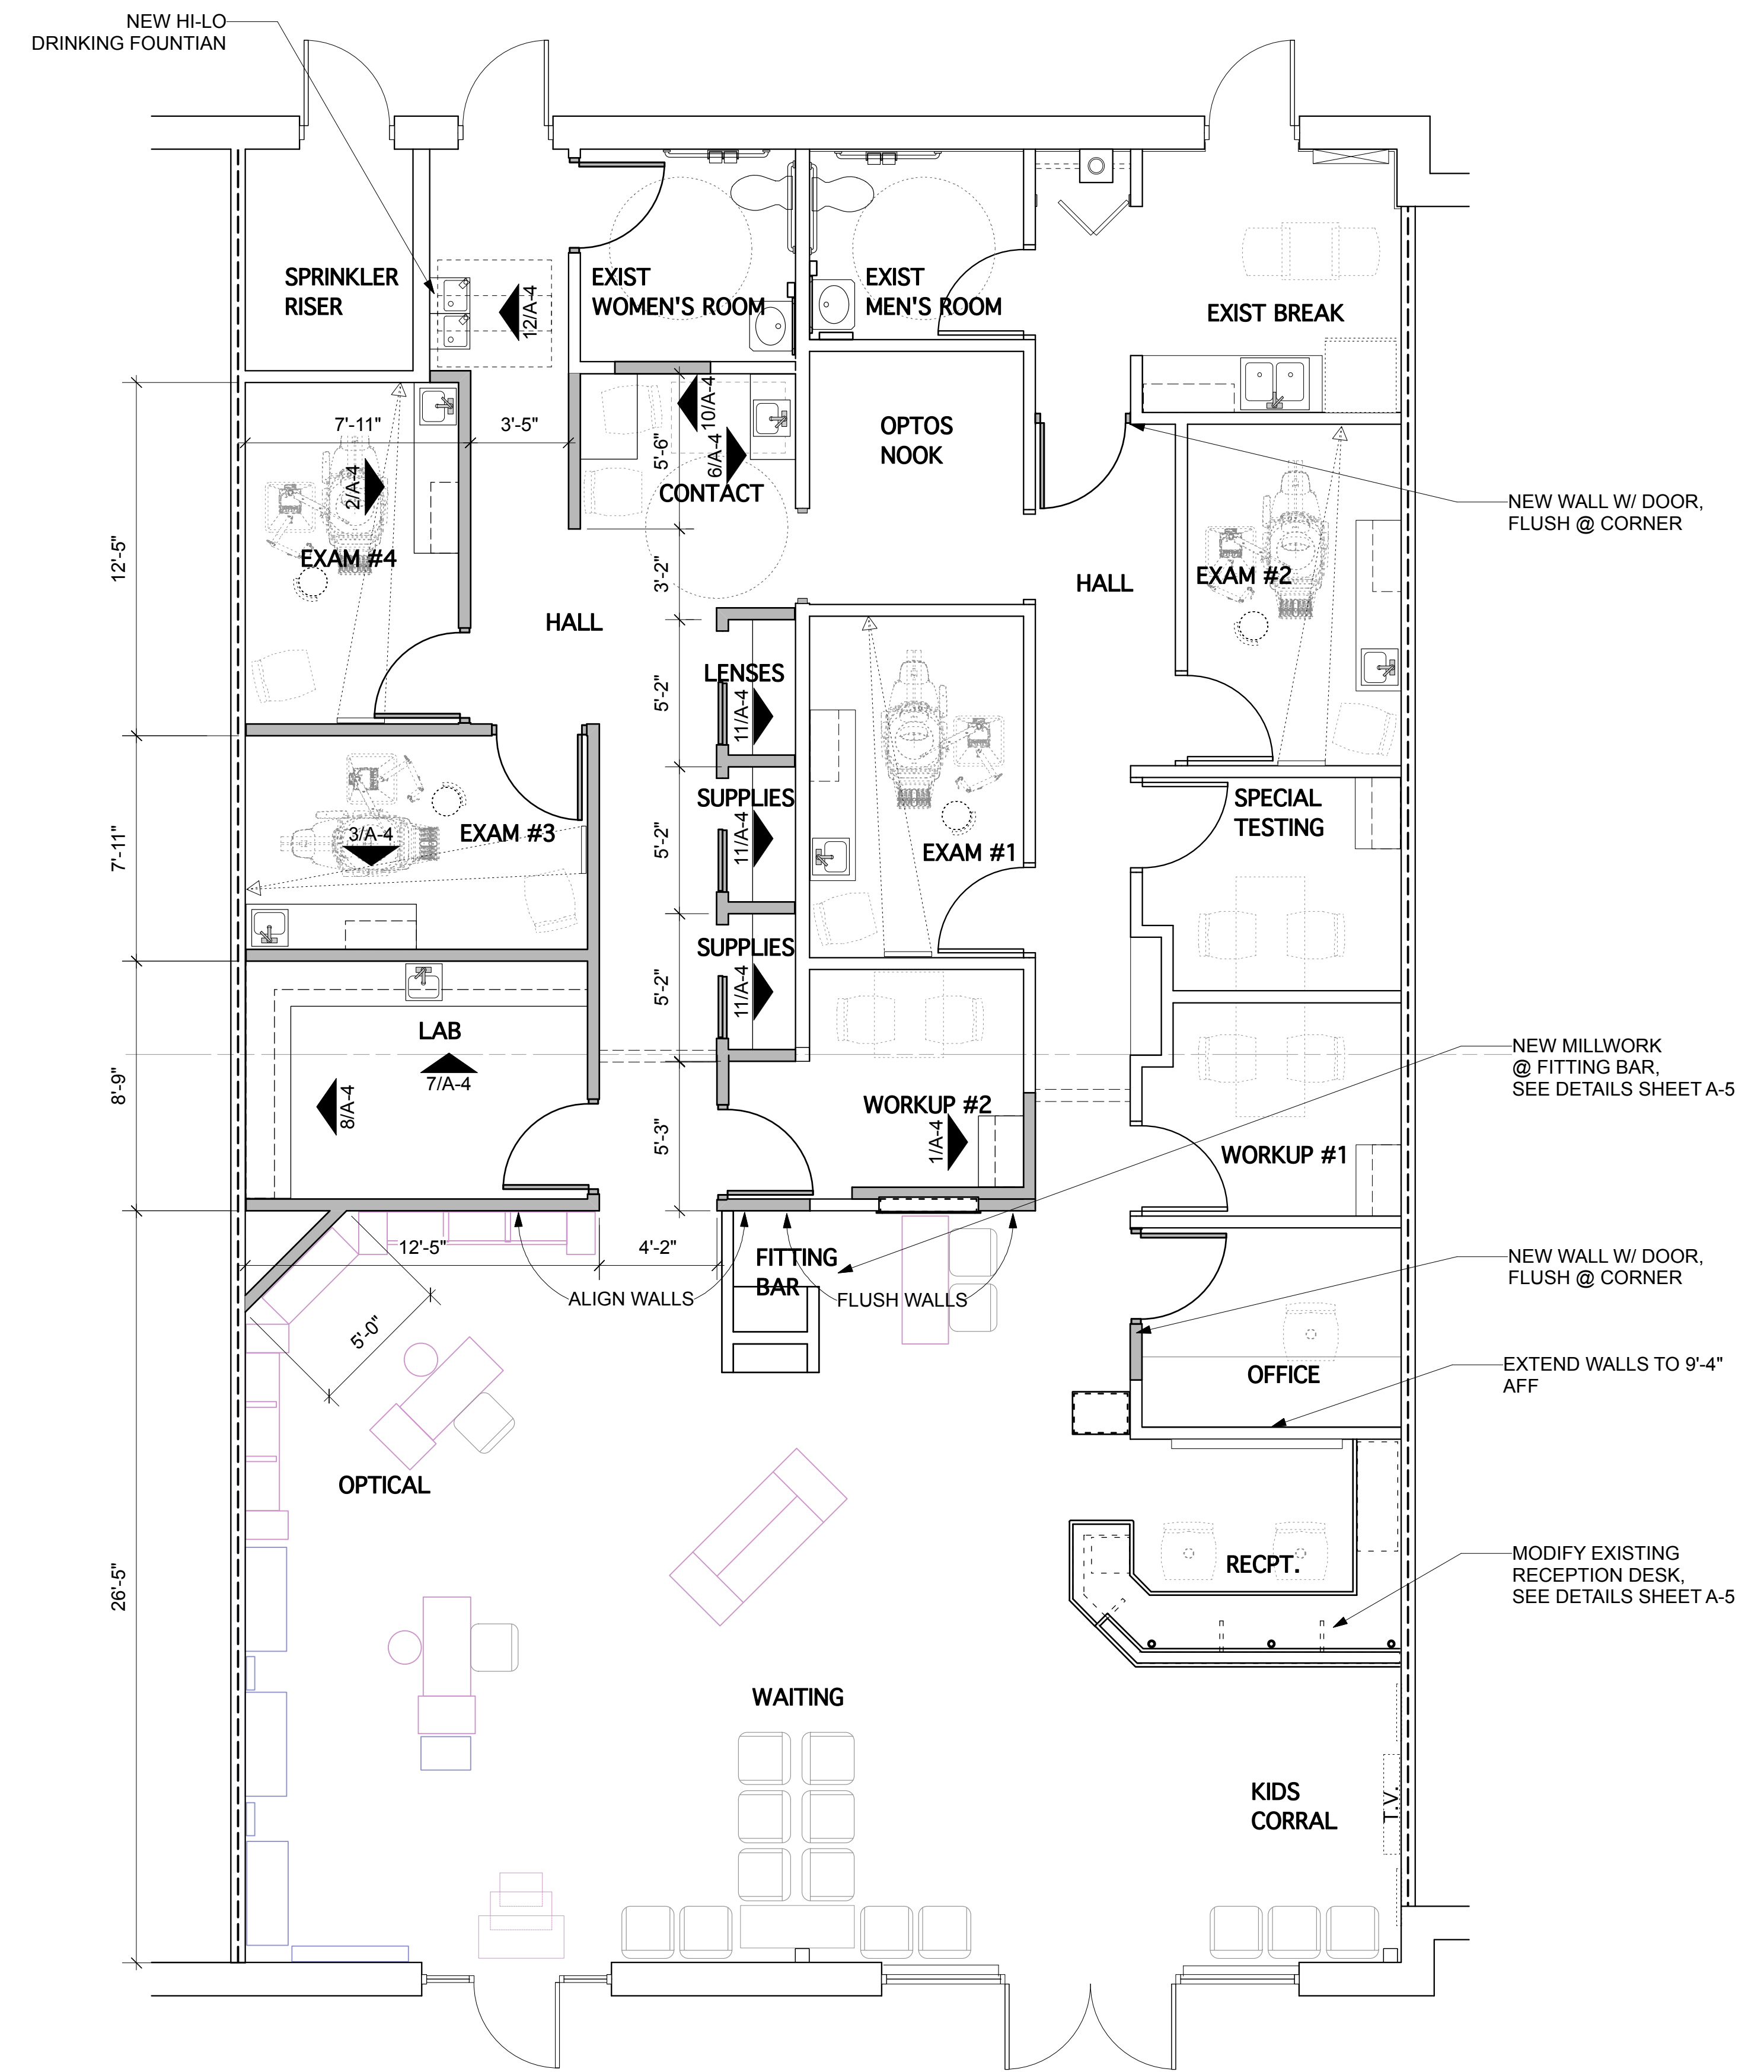 NEW HI-LO
DRINKING FOUNTIAN
SPRINKLER
RISER
12/A-4
EXIST
WOMEN'S ROOM
EXIST
MEN'S ROOM
EXIST BREAK
7'-11"
3'-5"
10/A-4
6/A-4
5'-6"
CONTACT
OPTOS
NOOK
NEW WALL W/ DOOR,
FLUSH @ CORNER
2/A-4
EXAM #4
12'-5"
3'-2"
HALL
HALL
EXAM #2
LENSES
11/A-4
5'-2"
SUPPLIES
11/A-4
5'-2"
EXAM #1
SPECIAL
TESTING
3/A-4
EXAM #3
7'-11"
SUPPLIES
11/A-4
5'-2"
LAB
7/A-4
8/A-4
8'-9"
5'-3"
WORKUP #2
1/A-4
WORKUP #1
NEW MILLWORK
@ FITTING BAR,
SEE DETAILS SHEET A-5
12'-5"
4'-2"
FITTING
BAR
ALIGN WALLS
FLUSH WALLS
5'-0"
NEW WALL W/ DOOR,
FLUSH @ CORNER
OFFICE
EXTEND WALLS TO 9'-4"
AFF
OPTICAL
26'-5"
RECPT.
MODIFY EXISTING
RECEPTION DESK,
SEE DETAILS SHEET A-5
WAITING
KIDS
CORRAL
T.V.